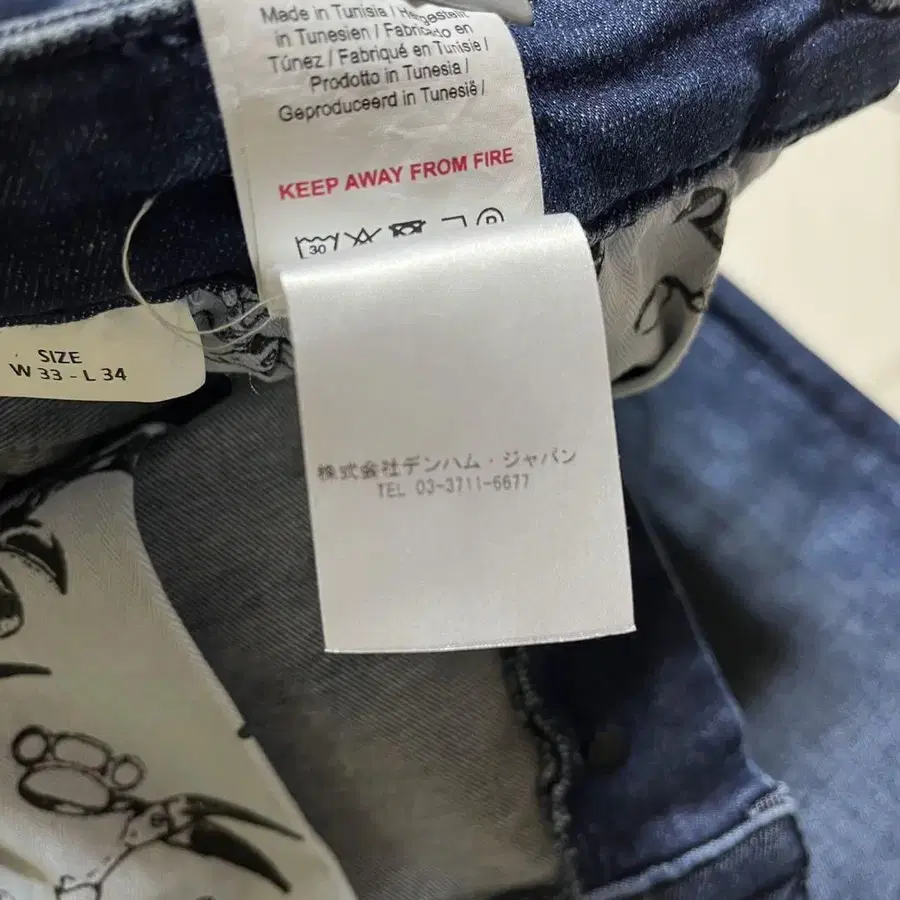 Made in Tunisia / Hergestellt
in Tunesien / Fabricado en
Túnez / Fabriqué en Tunisie /
Prodotto in Tunesia /
Geproduceerd in Tunesië /
KEEP AWAY FROM FIRE
30
P
SIZE
W 33 - L 34
株式会社デンハム・ジャパン
TEL 03-3711-6677